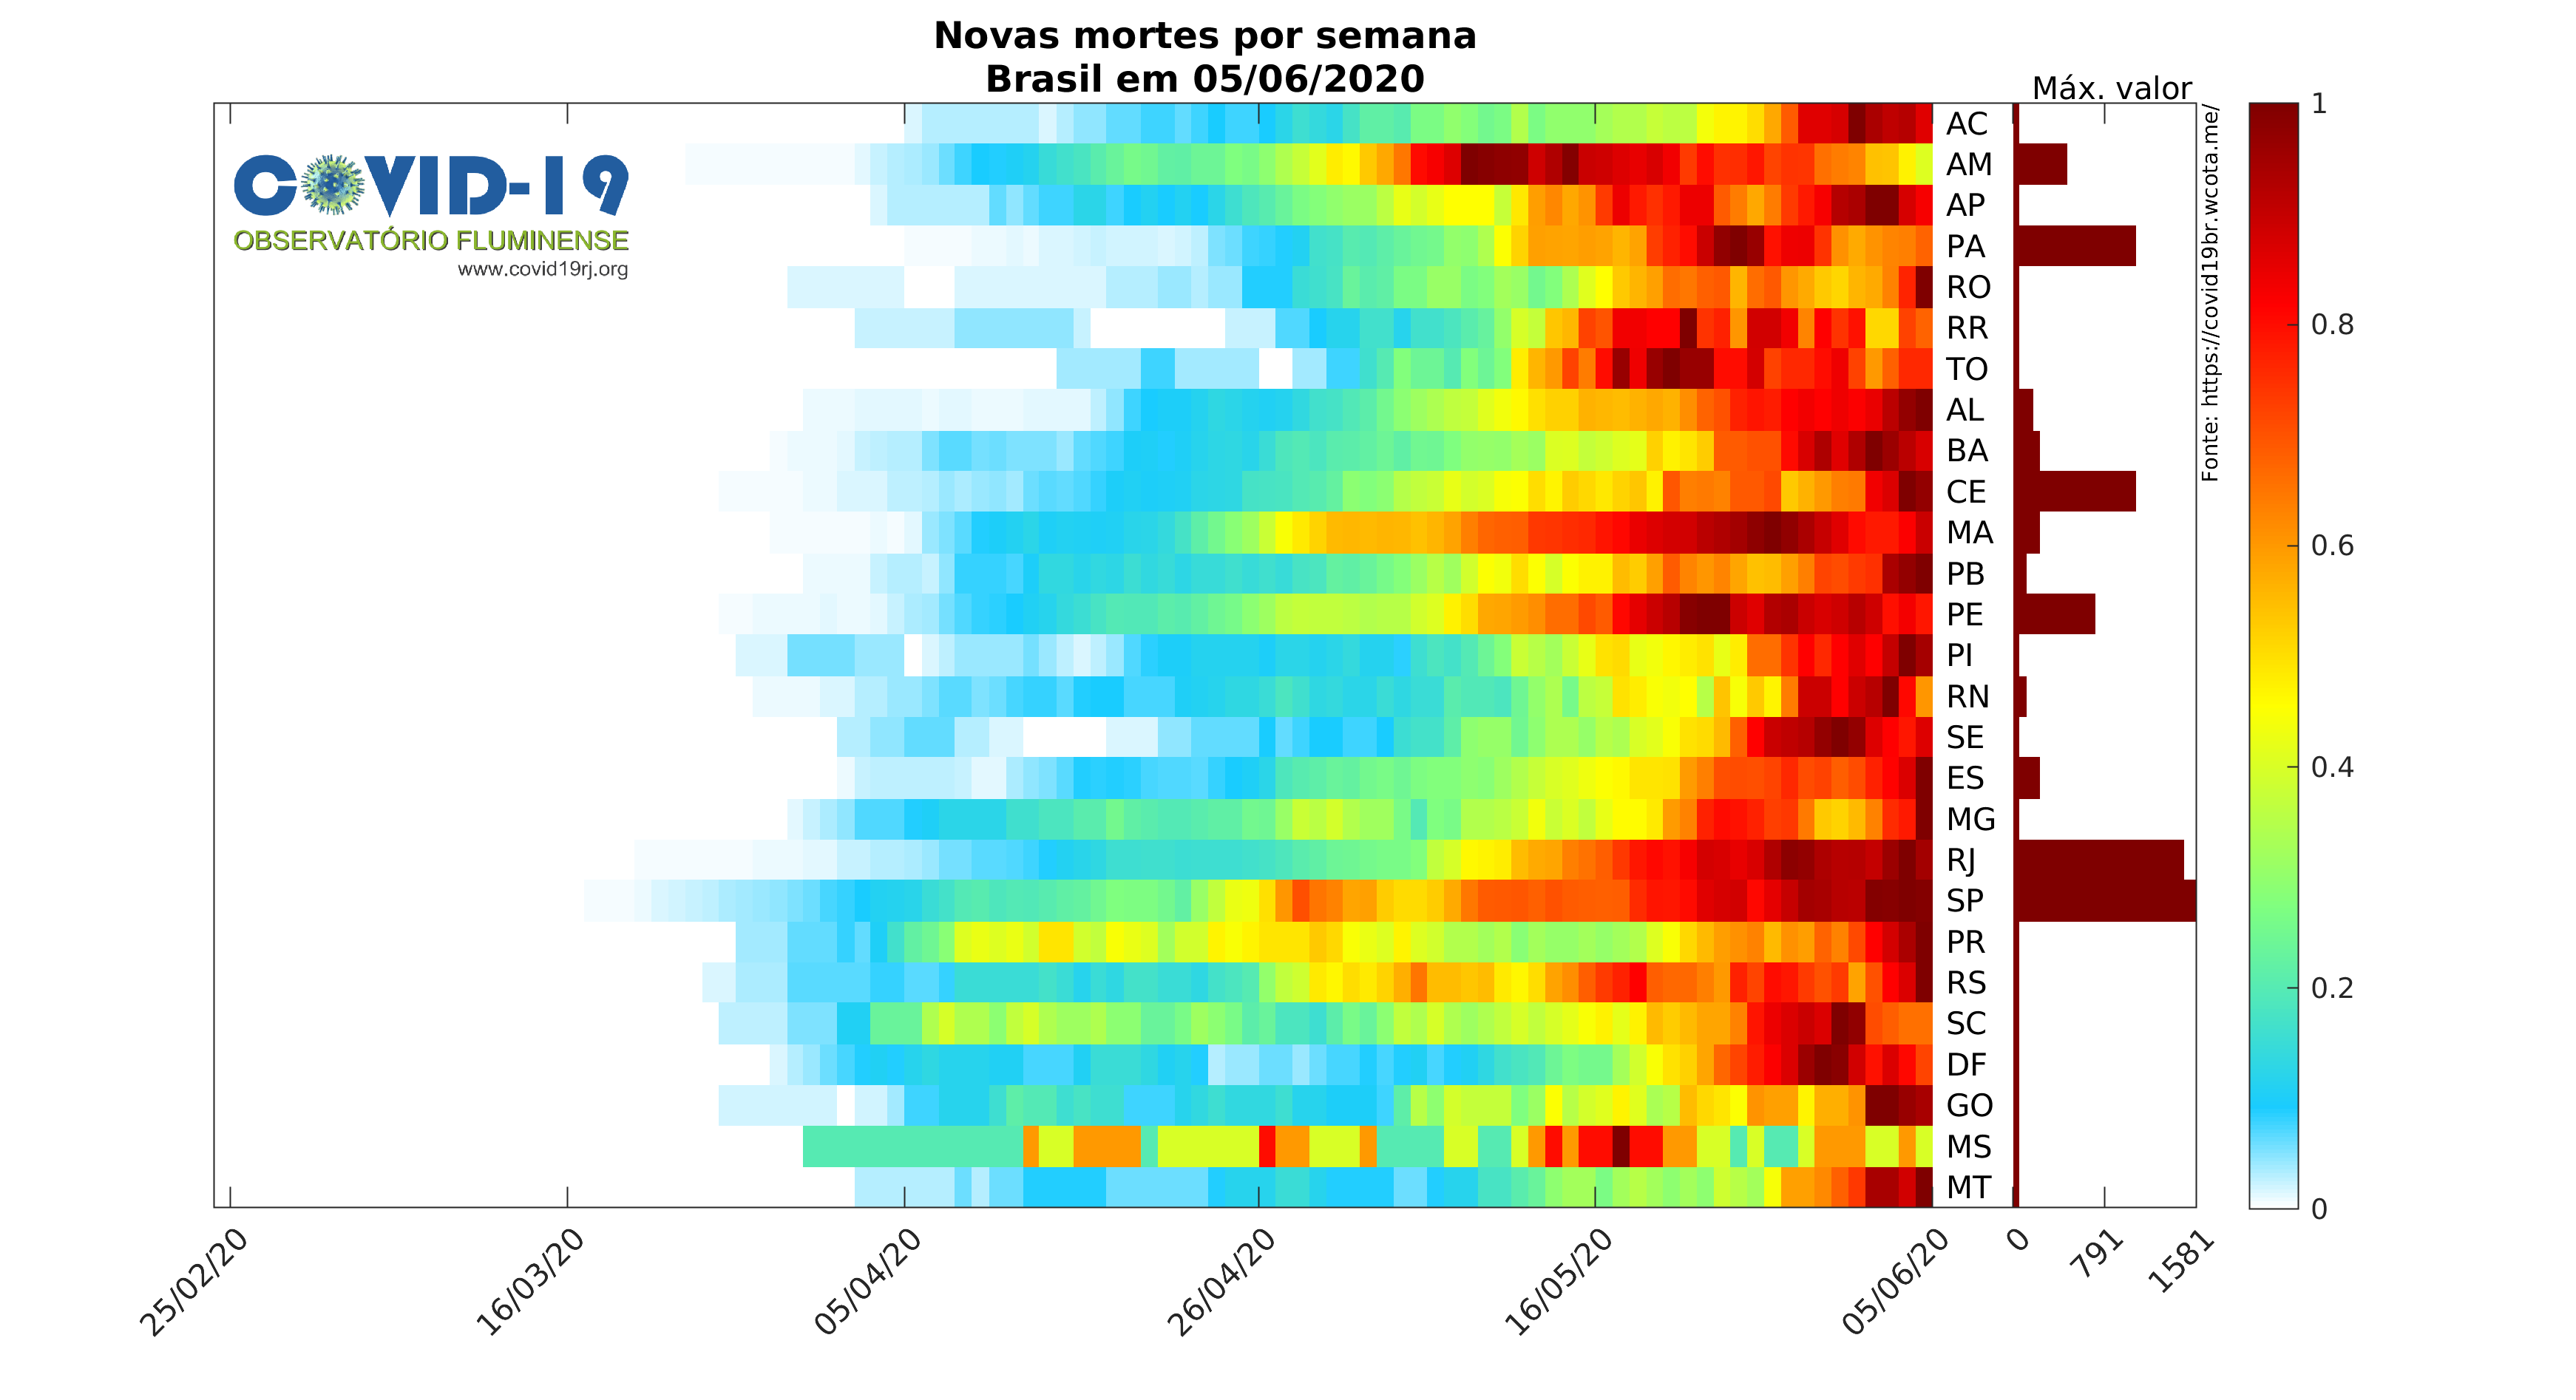 Novas mortes por semana
Brasil em 05/06/2020
Máx. valor
COVID-19
OBSERVATÓRIO FLUMINENSE
www.covid19rj.org
AC
AM
AP
PA
RO
RR
TO
AL
BA
CE
MA
PB
PE
PI
RN
SE
ES
MG
RJ
SP
PR
RS
SC
DF
GO
MS
MT
Fonte: https://covid19br.wcota.me/
1
0.8
0.6
0.4
0.2
0
25/02/20
16/03/20
05/04/20
26/04/20
16/05/20
05/06/20
0
791
1581